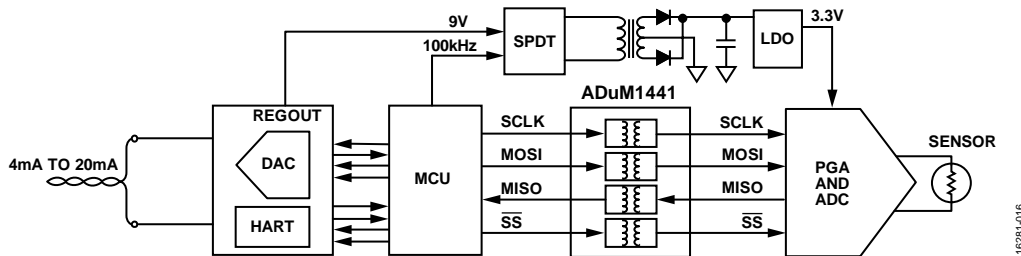 9V
100kHz
SPDT
LDO
3.3V
ADuM1441
REGOUT
DAC
HART
4mA TO 20mA
MCU
SCLK
MOSI
MISO
SS
SCLK
MOSI
MISO
SS
PGA
AND
ADC
SENSOR
16281-016